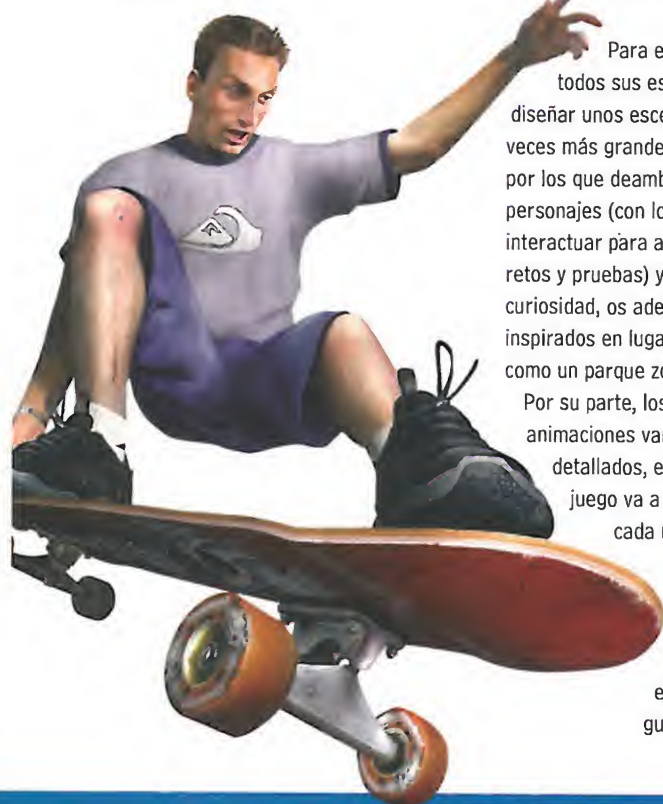 Para e
todos sus es
diseñar unos esce
veces más grande
por los que deamb
personajes (con lo
interactuar para a
retos y pruebas) y
curiosidad, os ade
inspirados en luga
como un parque zo
Por su parte, los
animaciones va
detallados, e
juego va a
cada
e
gu